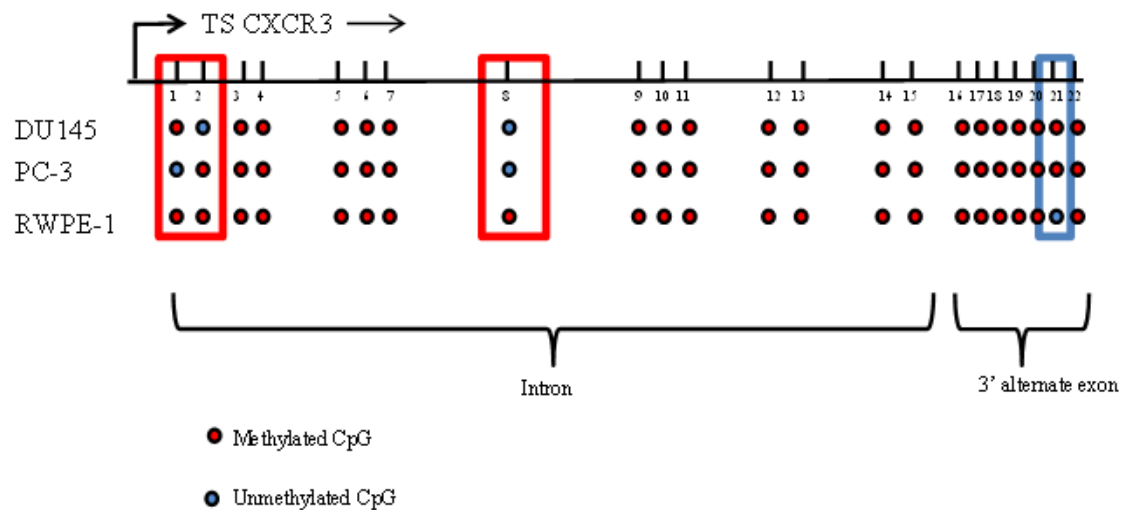 TS CXCR3
1 2 3 4 5 6 7 8 9 10 11 12 13 14 15 16 17 18 19 20 21 22
DU145
PC-3
RWPE-1
Intron
3' alternate exon
Methylated CpG
Unmethylated CpG